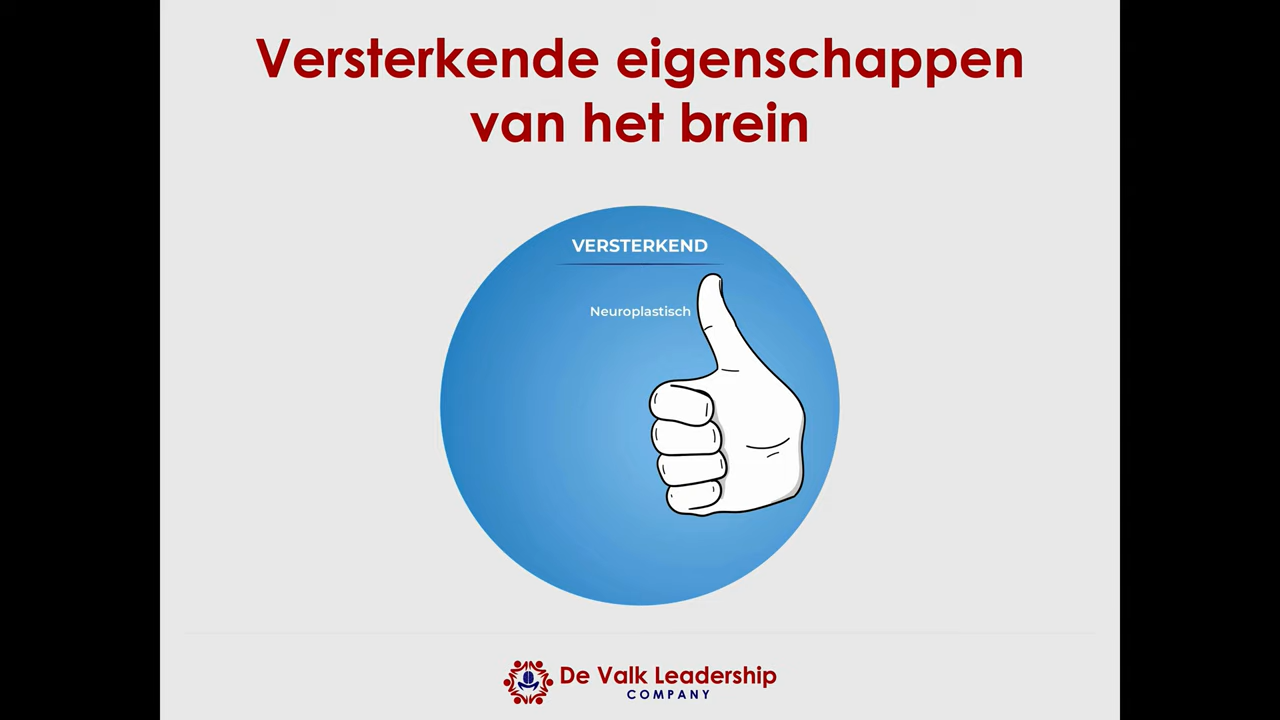 Versterkende eigenschappen
van het brein
VERSTERKEND
Neuroplastisch
De Valk Leadership
COMPANY